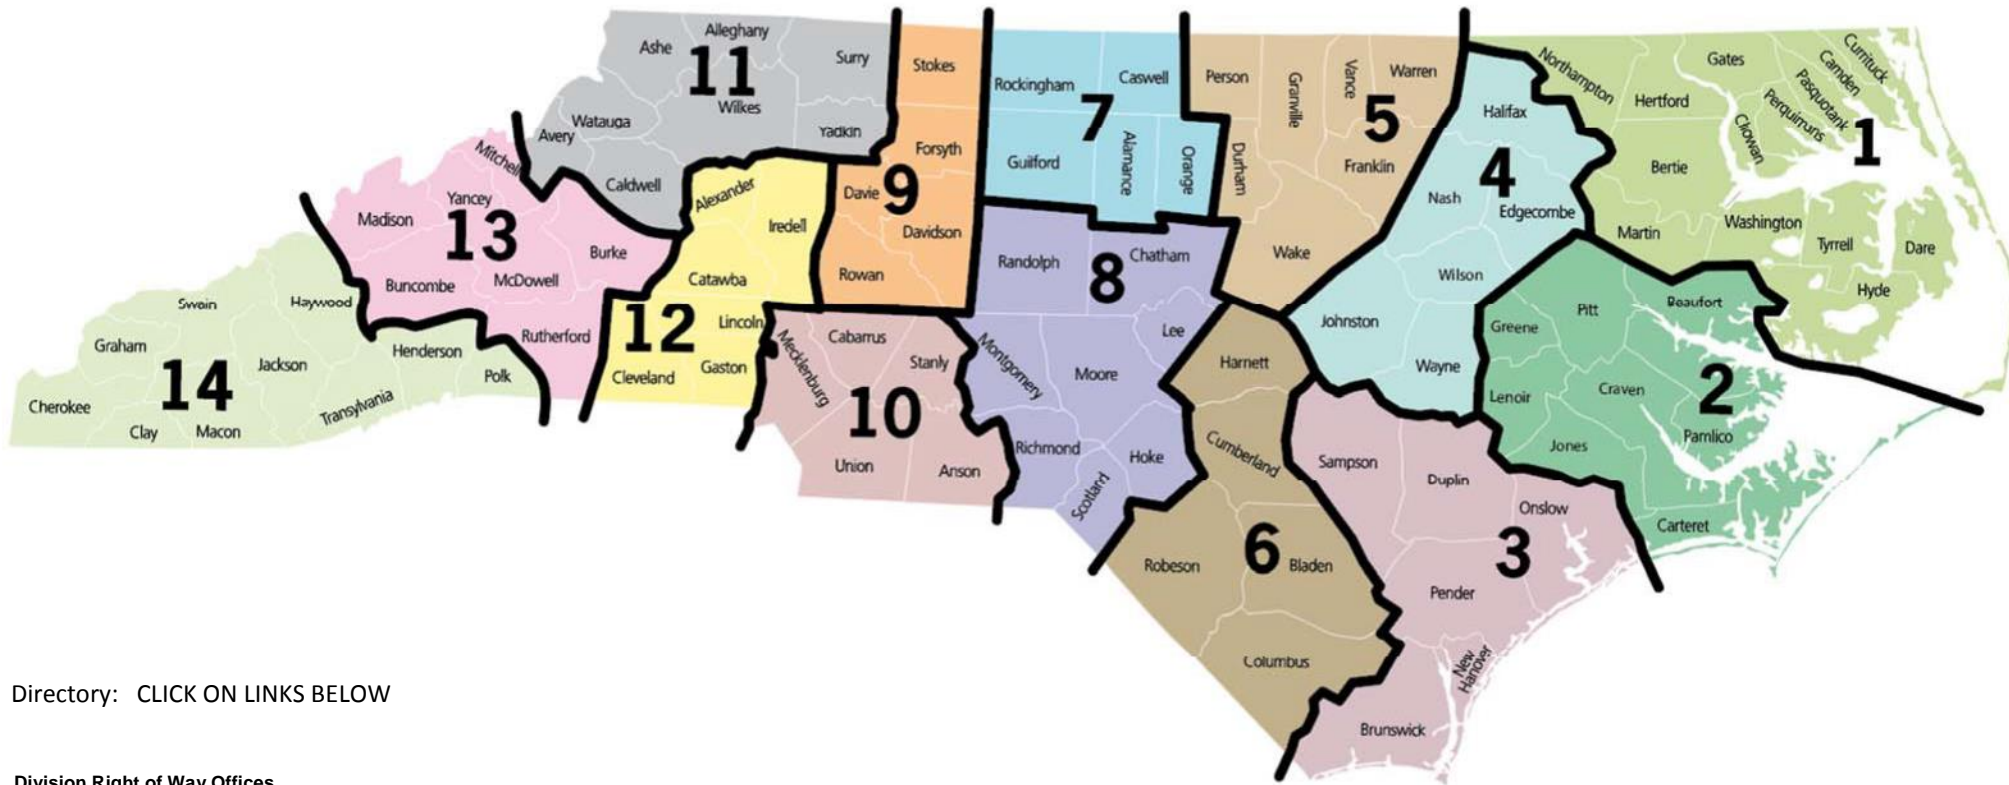 Alleghany
Ashe
11
Surry
Wilkes
Watauga
Avery
Yadkin
Caldwell
Stokes
Forsyth
Davie
9
Davidson
Rowan
Rockingham
Caswell
7
Guilford
Alamance
Orange
Person
Granville
Vance
Warren
5
Durham
Franklin
Wake
Halifax
4
Nash
Edgecombe
Wilson
Johnston
Wayne
Northampton
Gates
Currituck
Camden
Pasquotank
Perquimuns
Hertford
Chowan
1
Bertie
Martin
Washington
Tyrrell
Dare
Hyde
Mitchell
Yancey
Madison
13
Burke
Buncombe
McDowell
Rutherford
Alexander
Iredell
Catawba
12
Lincoln
Cleveland
Gaston
Swain
Haywood
Graham
14
Jackson
Henderson
Polk
Cherokee
Transylvania
Clay
Macon
Mecklenburg
Cabarrus
Stanly
10
Union
Anson
Randolph
Chatham
8
Lee
Montgomery
Moore
Richmond
Hoke
Scotland
Harnett
Cumberland
6
Robeson
Bladen
Columbus
Sampson
Duplin
Onslow
3
Pender
New
Hanover
Brunswick
Pitt
Beaufort
Greene
Lenoir
Craven
2
Pamlico
Jones
Carteret
Directory: CLICK ON LINKS BELOW
Division Right of Way Offices